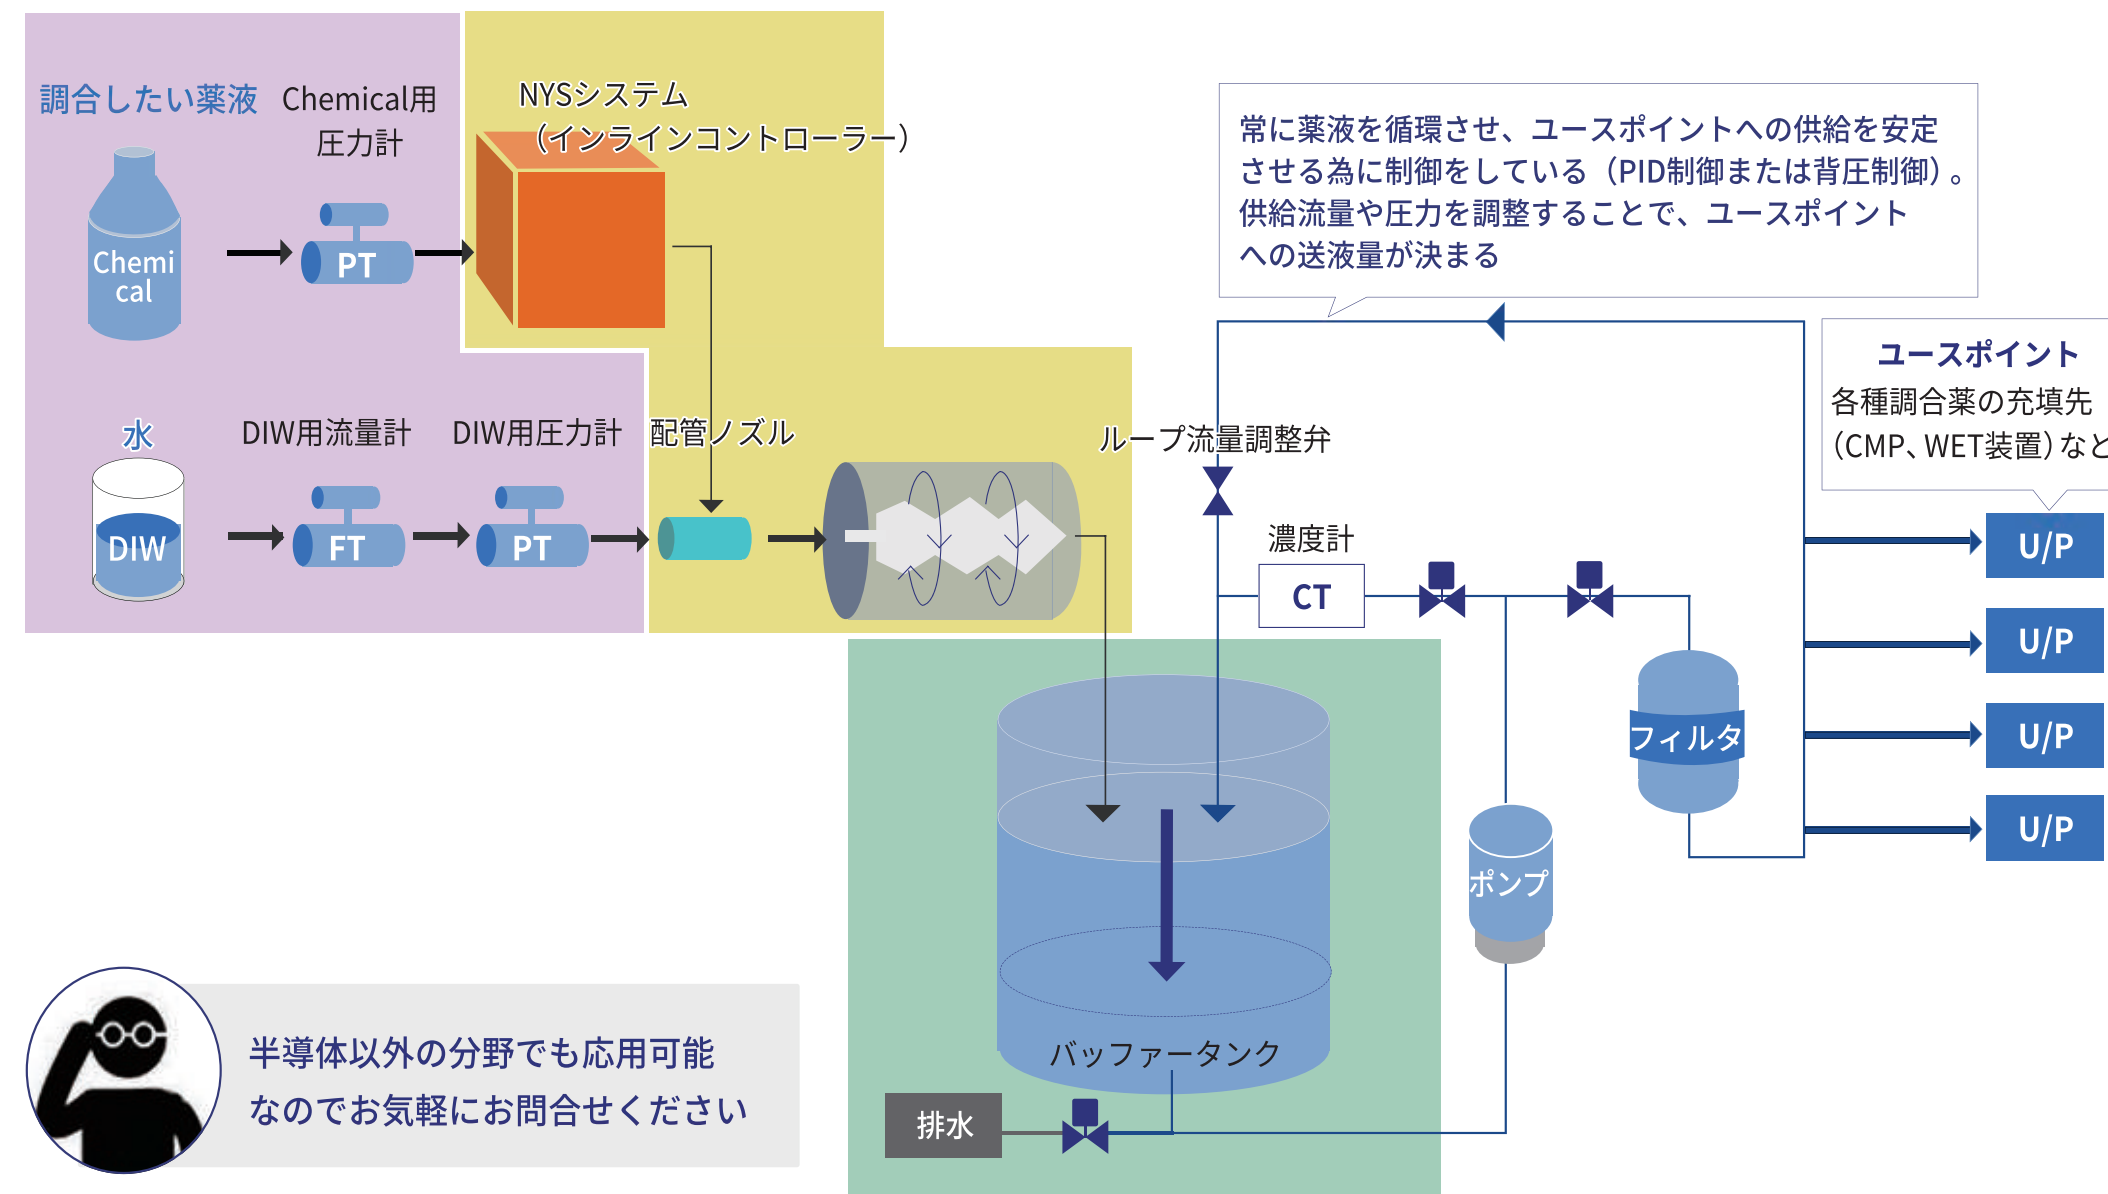 調合したい薬液
Chemical用
圧力計
NYSシステム
（インラインコントローラー）
Chemi
cal
PT
常に薬液を循環させ、ユースポイントへの供給を安定
させる為に制御をしている（PID制御または背圧制御）。
供給流量や圧力を調整することで、ユースポイント
への送液量が決まる
水
DIW用流量計
DIW用圧力計
配管ノズル
DIW
FT
PT
ループ流量調整弁
濃度計
CT
ユースポイント
各種調合薬の充填先
（CMP、WET装置）など
U/P
U/P
U/P
U/P
フィルタ
ポンプ
バッファータンク
排水
半導体以外の分野でも応用可能
なのでお気軽にお問合せください